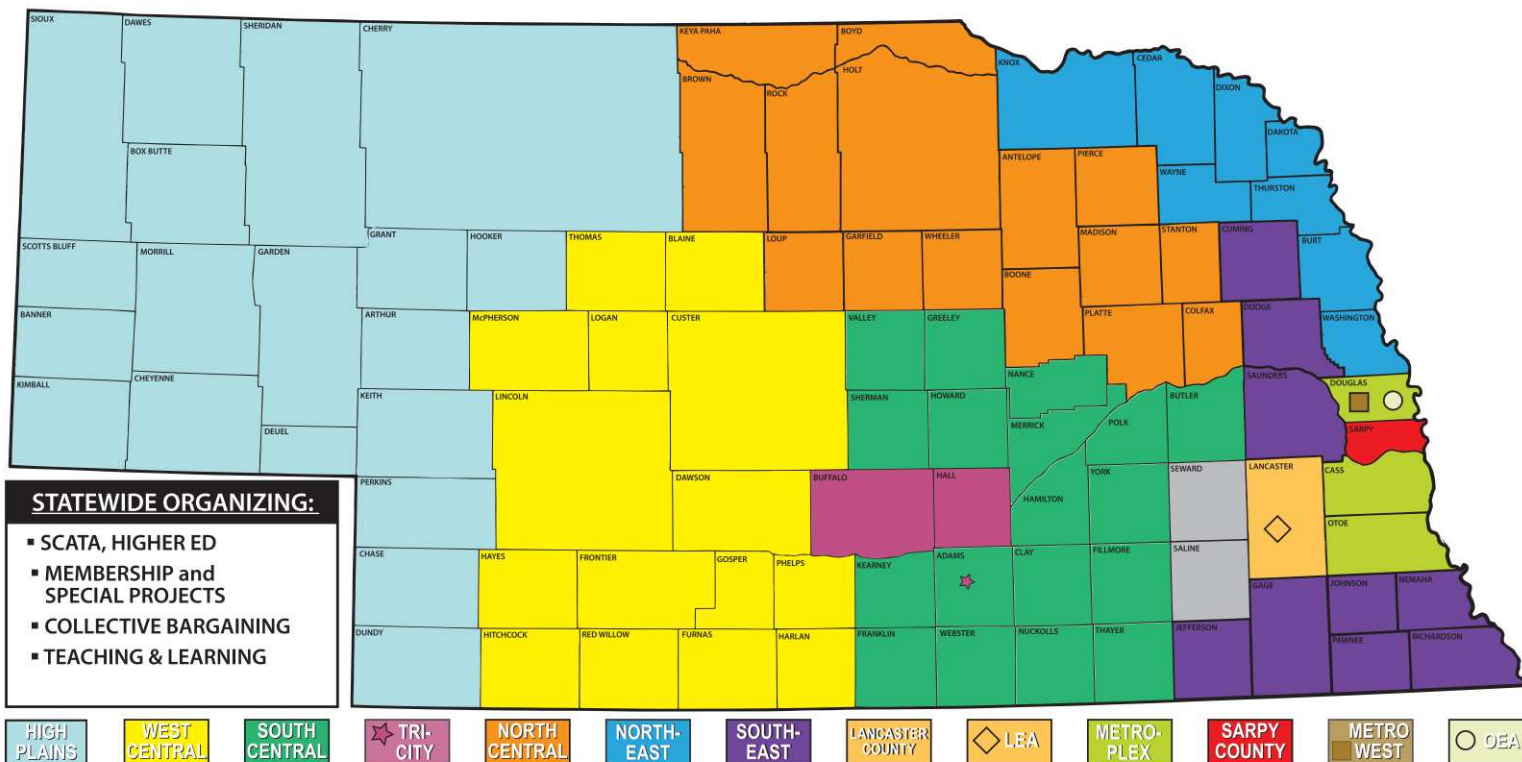 SIOUX
DAWES
SHERIDAN
CHERRY
KEYA PAHA
BOYD
KNOX
CEDAR
HOLT
BROWN
ROCK
DIXON
DAKOTA
BOX BUTTE
ANTELOPE
PIERCE
WAYNE
THURSTON
SCOTTS BLUFF
MORRILL
GARDEN
GRANT
HOOKER
THOMAS
BLAINE
LOUP
GARFIELD
WHEELER
MADISON
STANTON
CUMING
BURT
BOONE
BANNER
ARTHUR
McPHERSON
LOGAN
CUSTER
VALLEY
GREELEY
PLATTE
COLFAX
DODGE
WASHINGTON
KIMBALL
CHEYENNE
NANCE
SAUNDERS
DOUGLAS
KEITH
LINCOLN
SHERMAN
HOWARD
MERRICK
POLK
BUTLER
DEUEL
SARPY
PERKINS
DAWSON
BUFFALO
HALL
HAMILTON
YORK
SEWARD
LANCASTER
CASS
OTOE
CHASE
HAYES
FRONTIER
GOSPER
PHELPS
KEARNEY
ADAMS
CLAY
FILLMORE
SALINE
GAGE
JOHNSON
NEMAHA
DUNDY
HITCHCOCK
RED WILLOW
FURNAS
HARLAN
FRANKLIN
WEBSTER
NUCKOLLS
THAYER
JEFFERSON
PAWNEE
RICHARDSON
STATEWIDE ORGANIZING:
▪ SCATA, HIGHER ED
▪ MEMBERSHIP and
SPECIAL PROJECTS
▪ COLLECTIVE BARGAINING
▪ TEACHING & LEARNING
HIGH
PLAINS
WEST
CENTRAL
SOUTH
CENTRAL
TRI-
CITY
NORTH
CENTRAL
NORTH-
EAST
SOUTH-
EAST
LANCASTER
COUNTY
LEA
METRO-
PLEX
SARPY
COUNTY
METRO
WEST
OEA